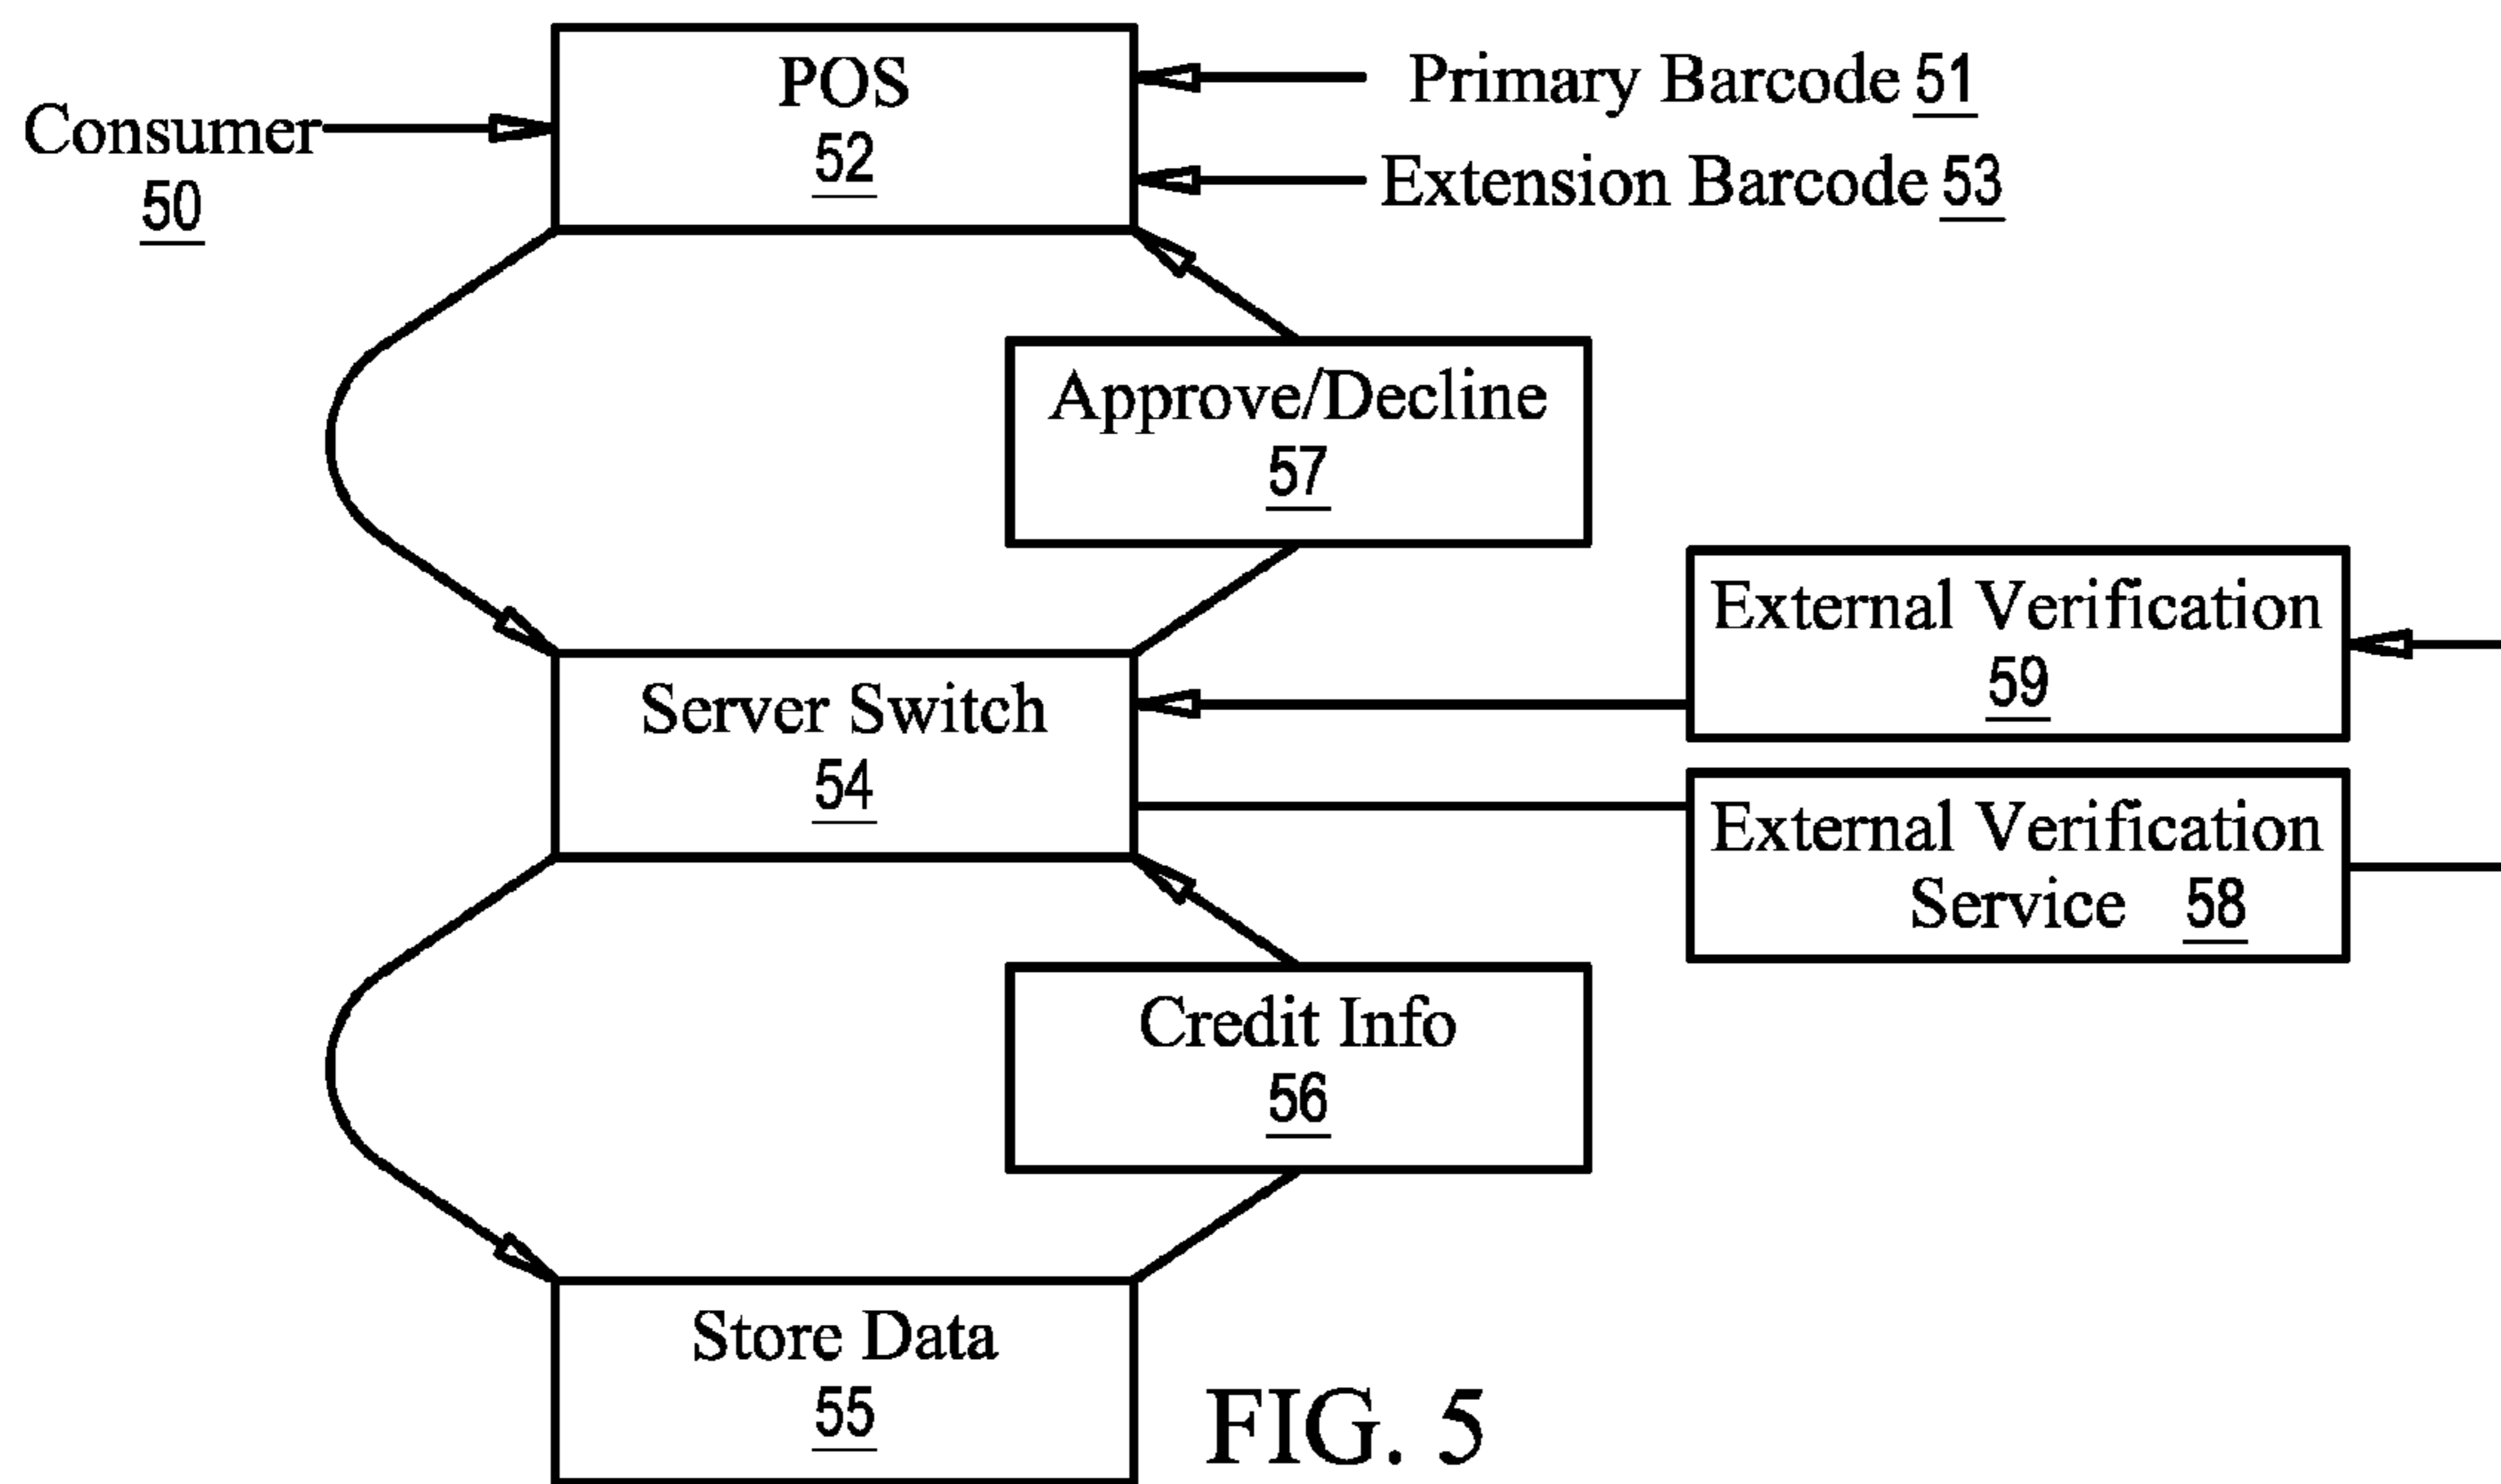 POS
52
Consumer
50
Primary Barcode 51
Extension Barcode 53
Approve/Decline
57
External Verification
59
Server Switch
54
External Verification
Service 58
Credit Info
56
Store Data
55
FIG. 5